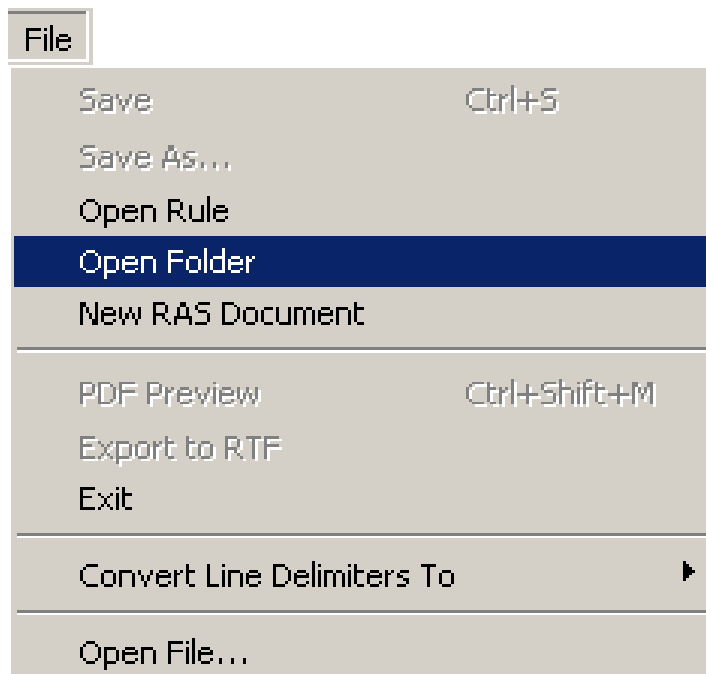 File
Save Ctrl+S
Save As...
Open Rule
Open Folder
New RAS Document
PDF Preview Ctrl+Shift+M
Export to RTF
Exit
Convert Line Delimiters To
Open File...